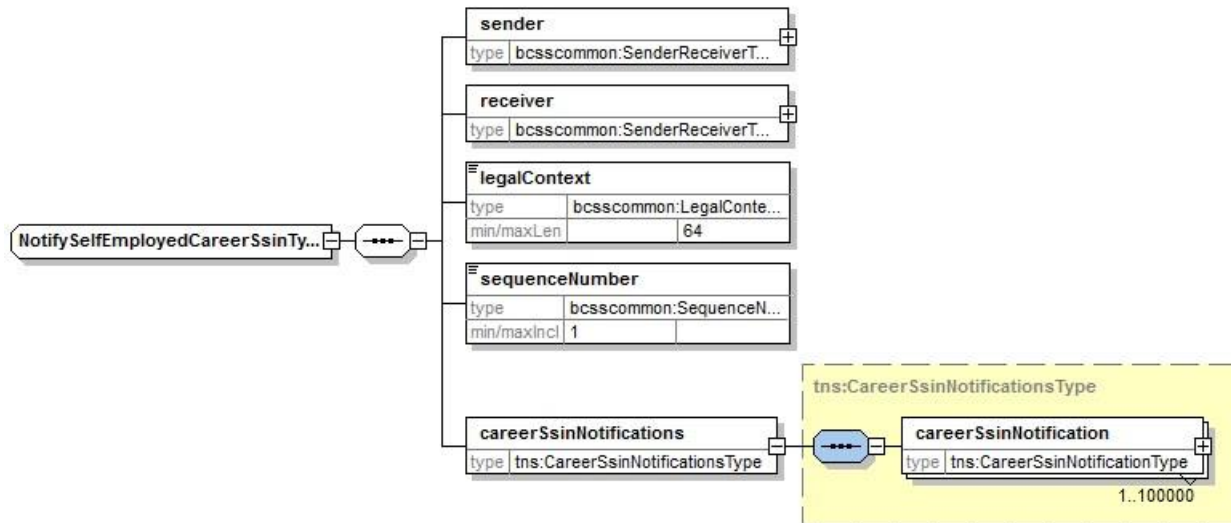 sender
type bcsscommon:SenderReceiverT...
receiver
type bcsscommon:SenderReceiverT...
legalContext
type bcsscommon:LegalConte...
min/maxLen 64
NotifySelfEmployedCareerSsinTy...
sequenceNumber
type bcsscommon:SequenceN...
min/maxIncl 1
tns:CareerSsinNotificationsType
careerSsinNotifications
type tns:CareerSsinNotificationsType
careerSsinNotification
type tns:CareerSsinNotificationType
1..100000